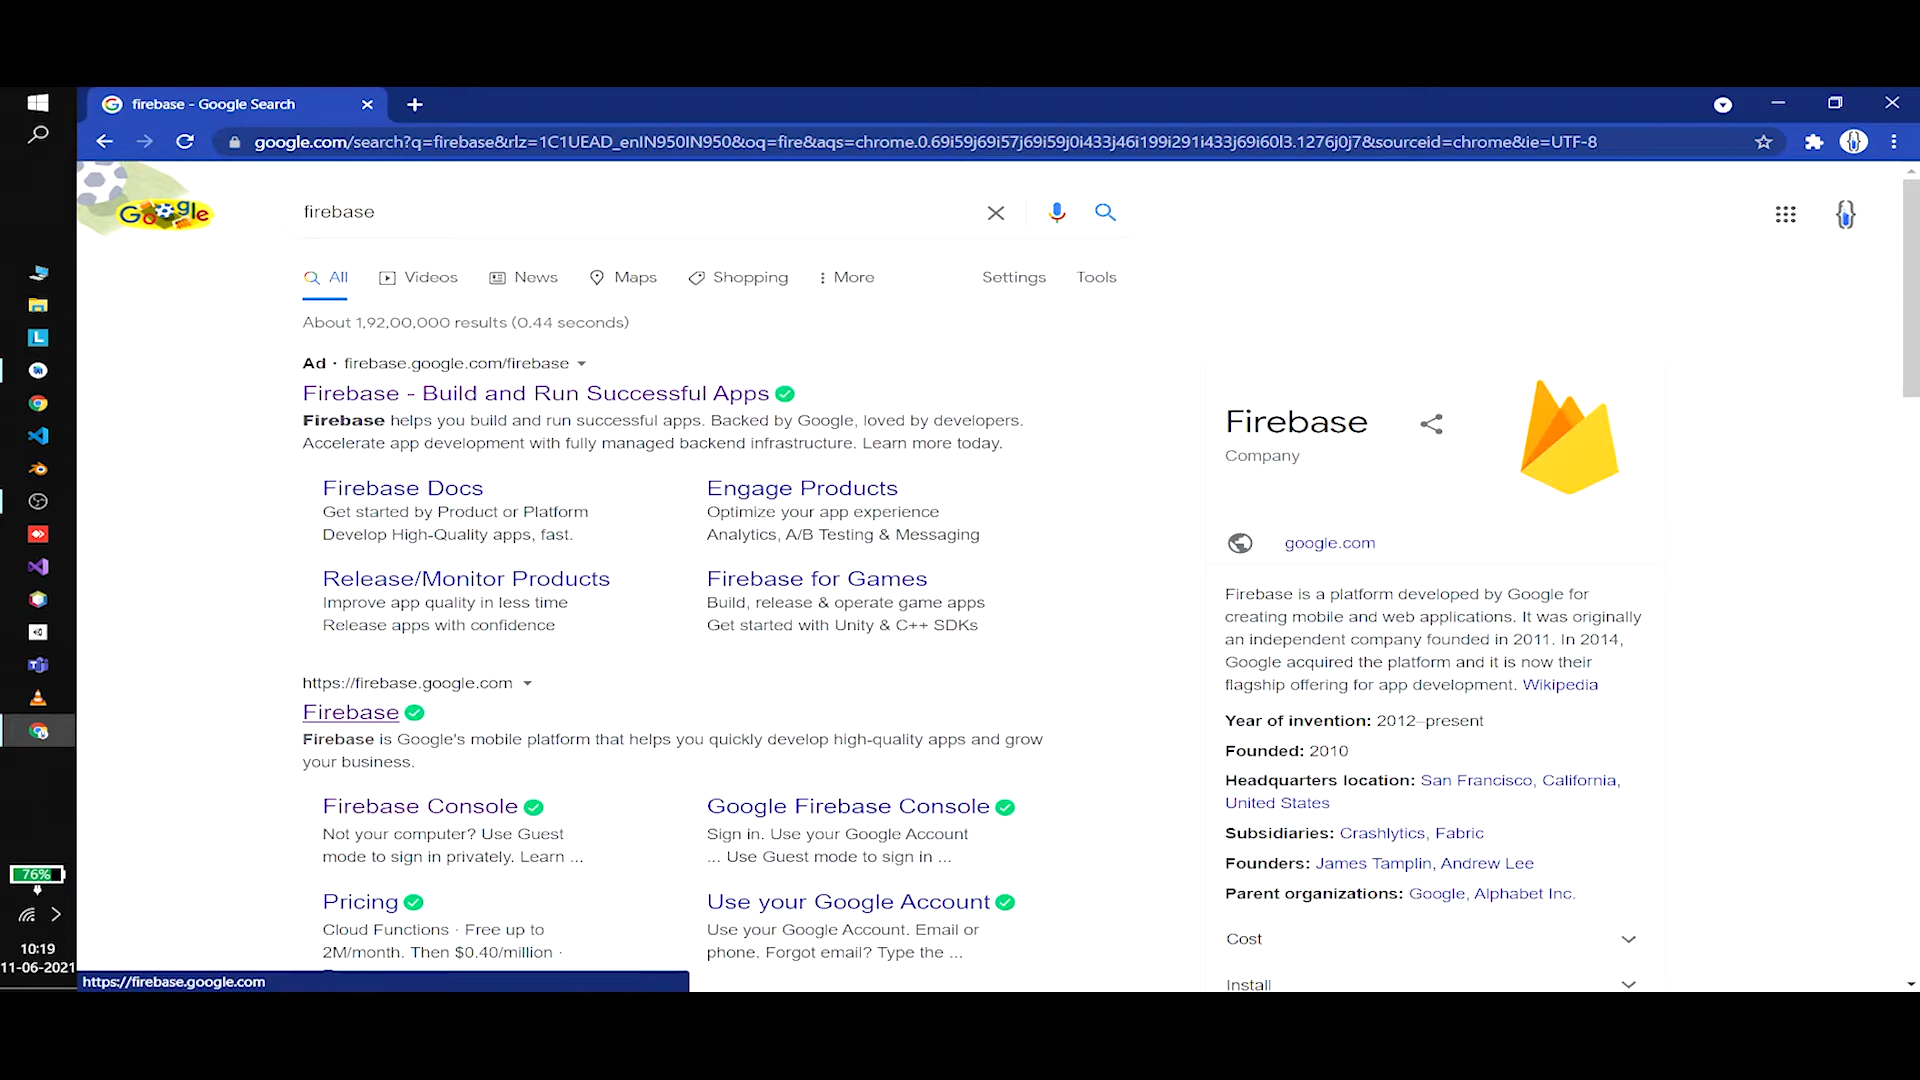 firebase - Google Search
google.com/search?q=firebase&rlz=1C1UEAD_enIN950IN950&oq=fire&aqs=chrome.0.69i59j69i57j69i59j0i433j46i199i291i433j69i60l3.1276j0j7&sourceid=chrome&ie=UTF-8
Google
firebase
All Videos News Maps Shopping More Settings Tools
About 1,92,00,000 results (0.44 seconds)
Ad · firebase.google.com/firebase
Firebase - Build and Run Successful Apps
Firebase helps you build and run successful apps. Backed by Google, loved by developers.
Accelerate app development with fully managed backend infrastructure. Learn more today.
Firebase Docs
Get started by Product or Platform
Develop High-Quality apps, fast.
Engage Products
Optimize your app experience
Analytics, A/B Testing & Messaging
Release/Monitor Products
Improve app quality in less time
Release apps with confidence
Firebase for Games
Build, release & operate game apps
Get started with Unity & C++ SDKs
https://firebase.google.com
Firebase
Firebase is Google's mobile platform that helps you quickly develop high-quality apps and grow
your business.
Firebase Console
Not your computer? Use Guest
mode to sign in privately. Learn ...
Google Firebase Console
Sign in. Use your Google Account
... Use Guest mode to sign in ...
Pricing
Cloud Functions · Free up to
2M/month. Then $0.40/million ·
Use your Google Account
Use your Google Account. Email or
phone. Forgot email? Type the ...
Firebase
Company
google.com
Firebase is a platform developed by Google for
creating mobile and web applications. It was originally
an independent company founded in 2011. In 2014,
Google acquired the platform and it is now their
flagship offering for app development. Wikipedia
Year of invention: 2012–present
Founded: 2010
Headquarters location: San Francisco, California,
United States
Subsidiaries: Crashlytics, Fabric
Founders: James Tamplin, Andrew Lee
Parent organizations: Google, Alphabet Inc.
Cost
Install
L
76%
10:19
11-06-2021
https://firebase.google.com